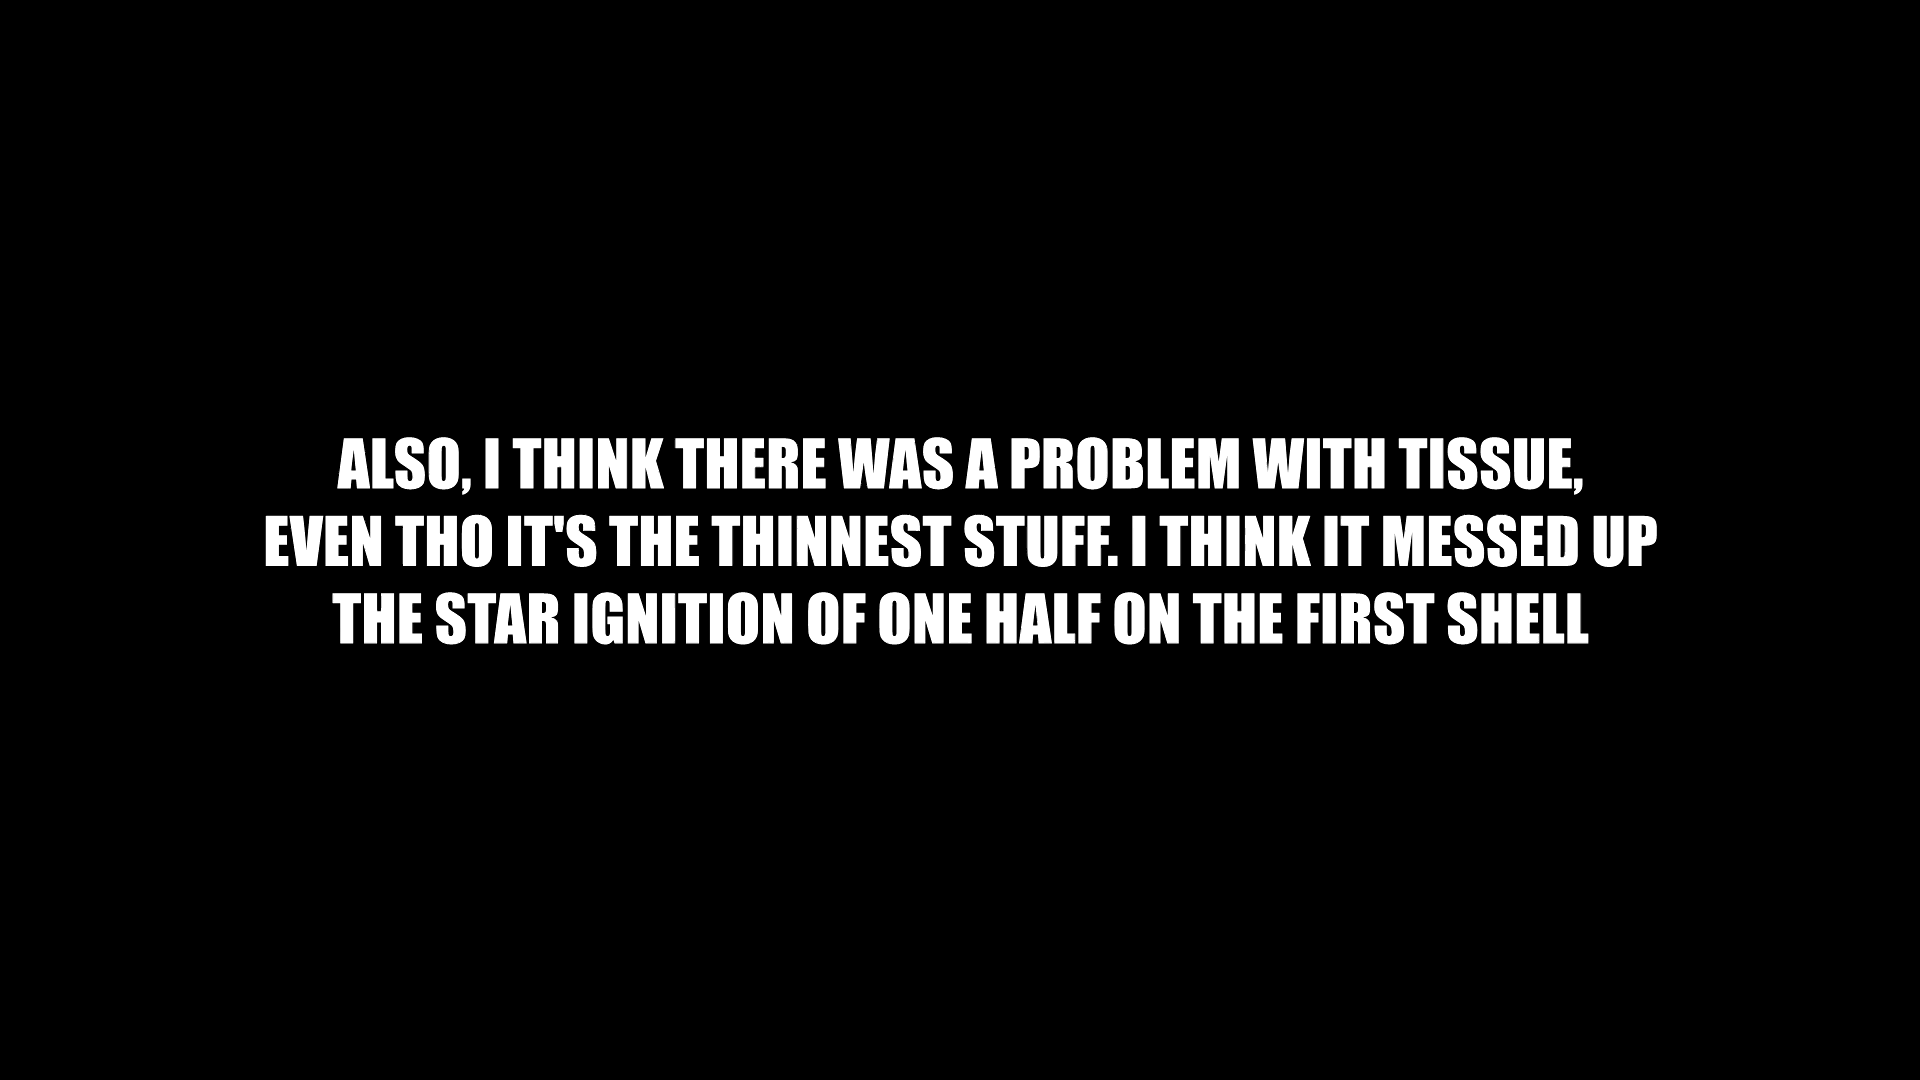 ALSO, I THINK THERE WAS A PROBLEM WITH TISSUE,
EVEN THO IT'S THE THINNEST STUFF. I THINK IT MESSED UP
THE STAR IGNITION OF ONE HALF ON THE FIRST SHELL